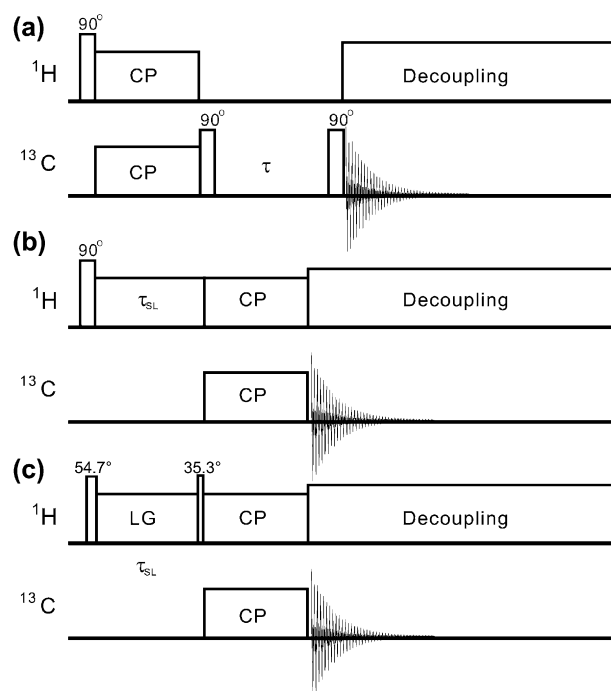 (a)
90°
¹H
CP
Decoupling
90° 90°
¹³C
CP
τ
(b)
90°
¹H
τSL
CP
Decoupling
¹³C
CP
(c)
54.7° 35.3°
¹H
LG
CP
Decoupling
τSL
¹³C
CP